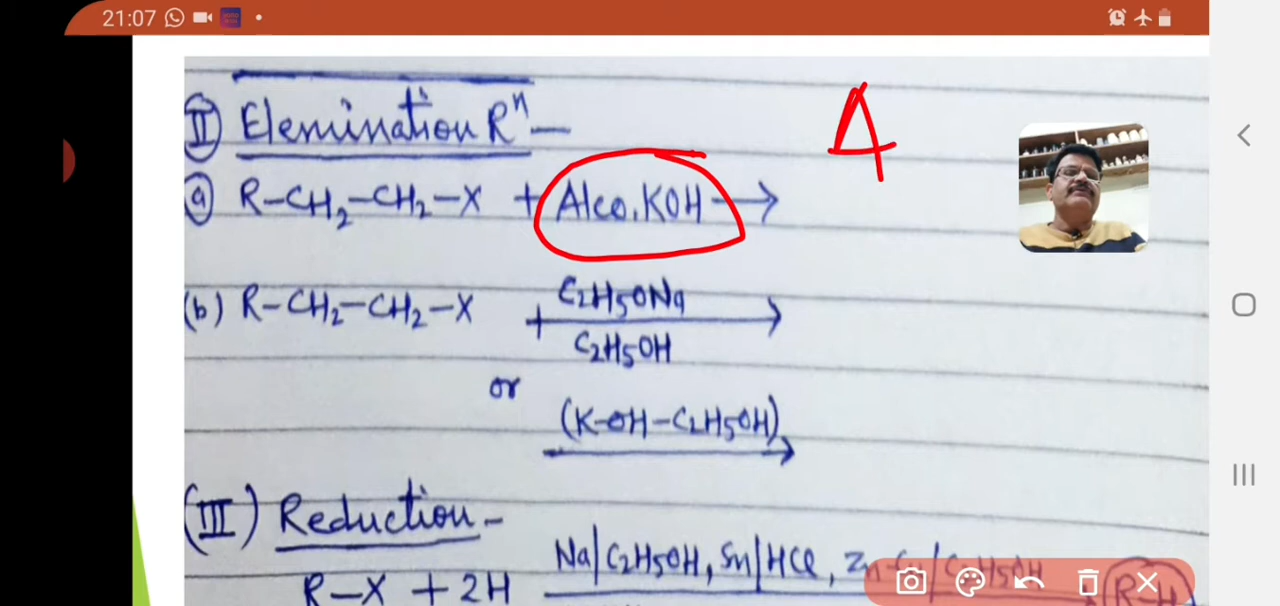 21:07
II Elemination Rⁿ—
4
(a) R-CH₂-CH₂-X + Alco.KOH →
(b) R-CH₂-CH₂-X + C₂H₅ONa
C₂H₅OH
or
(K-OH-C₂H₅OH)
(III) Reduction -
Na|C₂H₅OH, Sn|HCl,
R-X + 2H R-H